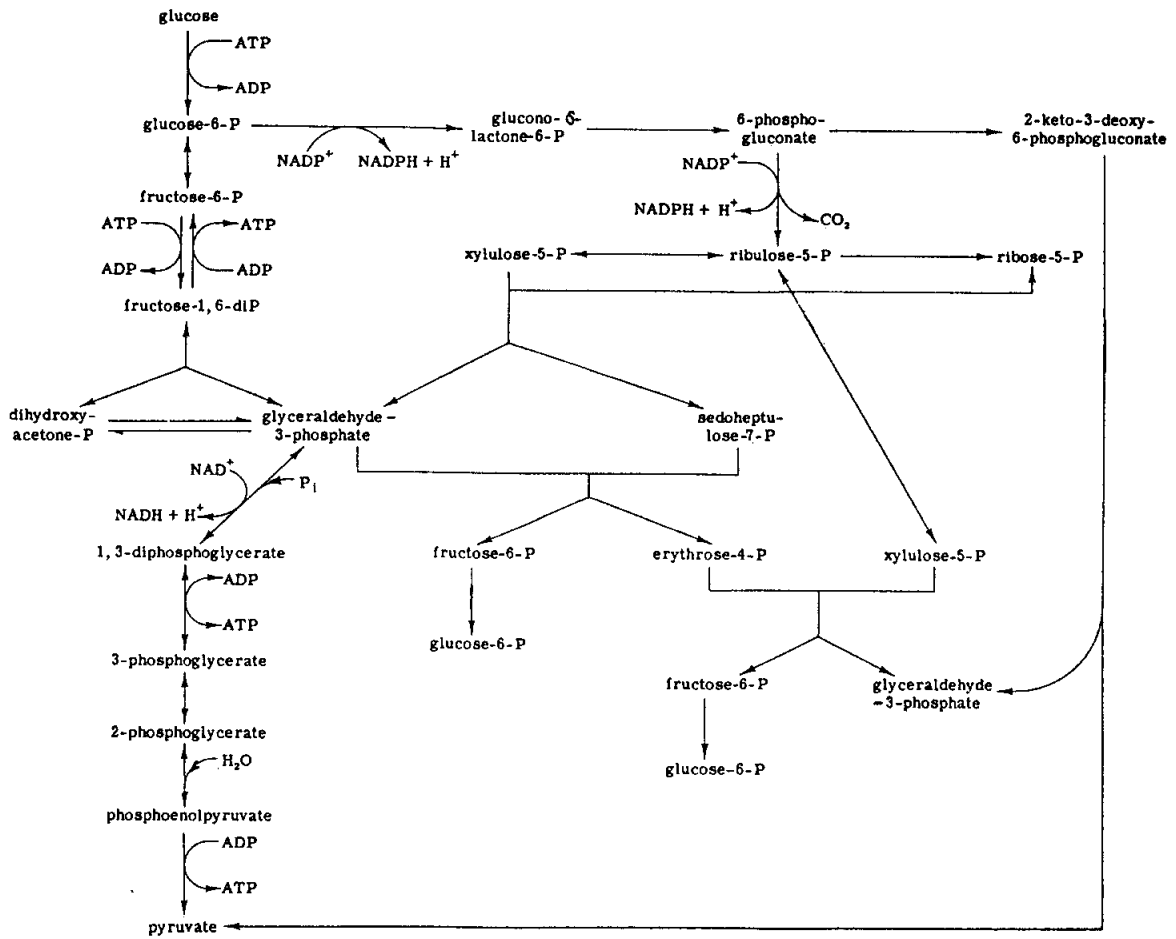 glucose
ATP
ADP
glucose-6-P
NADP+
NADPH + H+
glucono-δ-
lactone-6-P
6-phospho-
gluconate
2-keto-3-deoxy-
6-phosphogluconate
NADP+
NADPH + H+
CO2
fructose-6-P
ATP
ADP
ATP
ADP
xylulose-5-P
ribulose-5-P
ribose-5-P
fructose-1,6-diP
dihydroxy-
acetone-P
glyceraldehyde-
3-phosphate
sedoheptu-
lose-7-P
NAD+
Pi
NADH + H+
1,3-diphosphoglycerate
fructose-6-P
erythrose-4-P
xylulose-5-P
ADP
ATP
glucose-6-P
3-phosphoglycerate
fructose-6-P
glyceraldehyde
-3-phosphate
2-phosphoglycerate
H2O
glucose-6-P
phosphoenolpyruvate
ADP
ATP
pyruvate